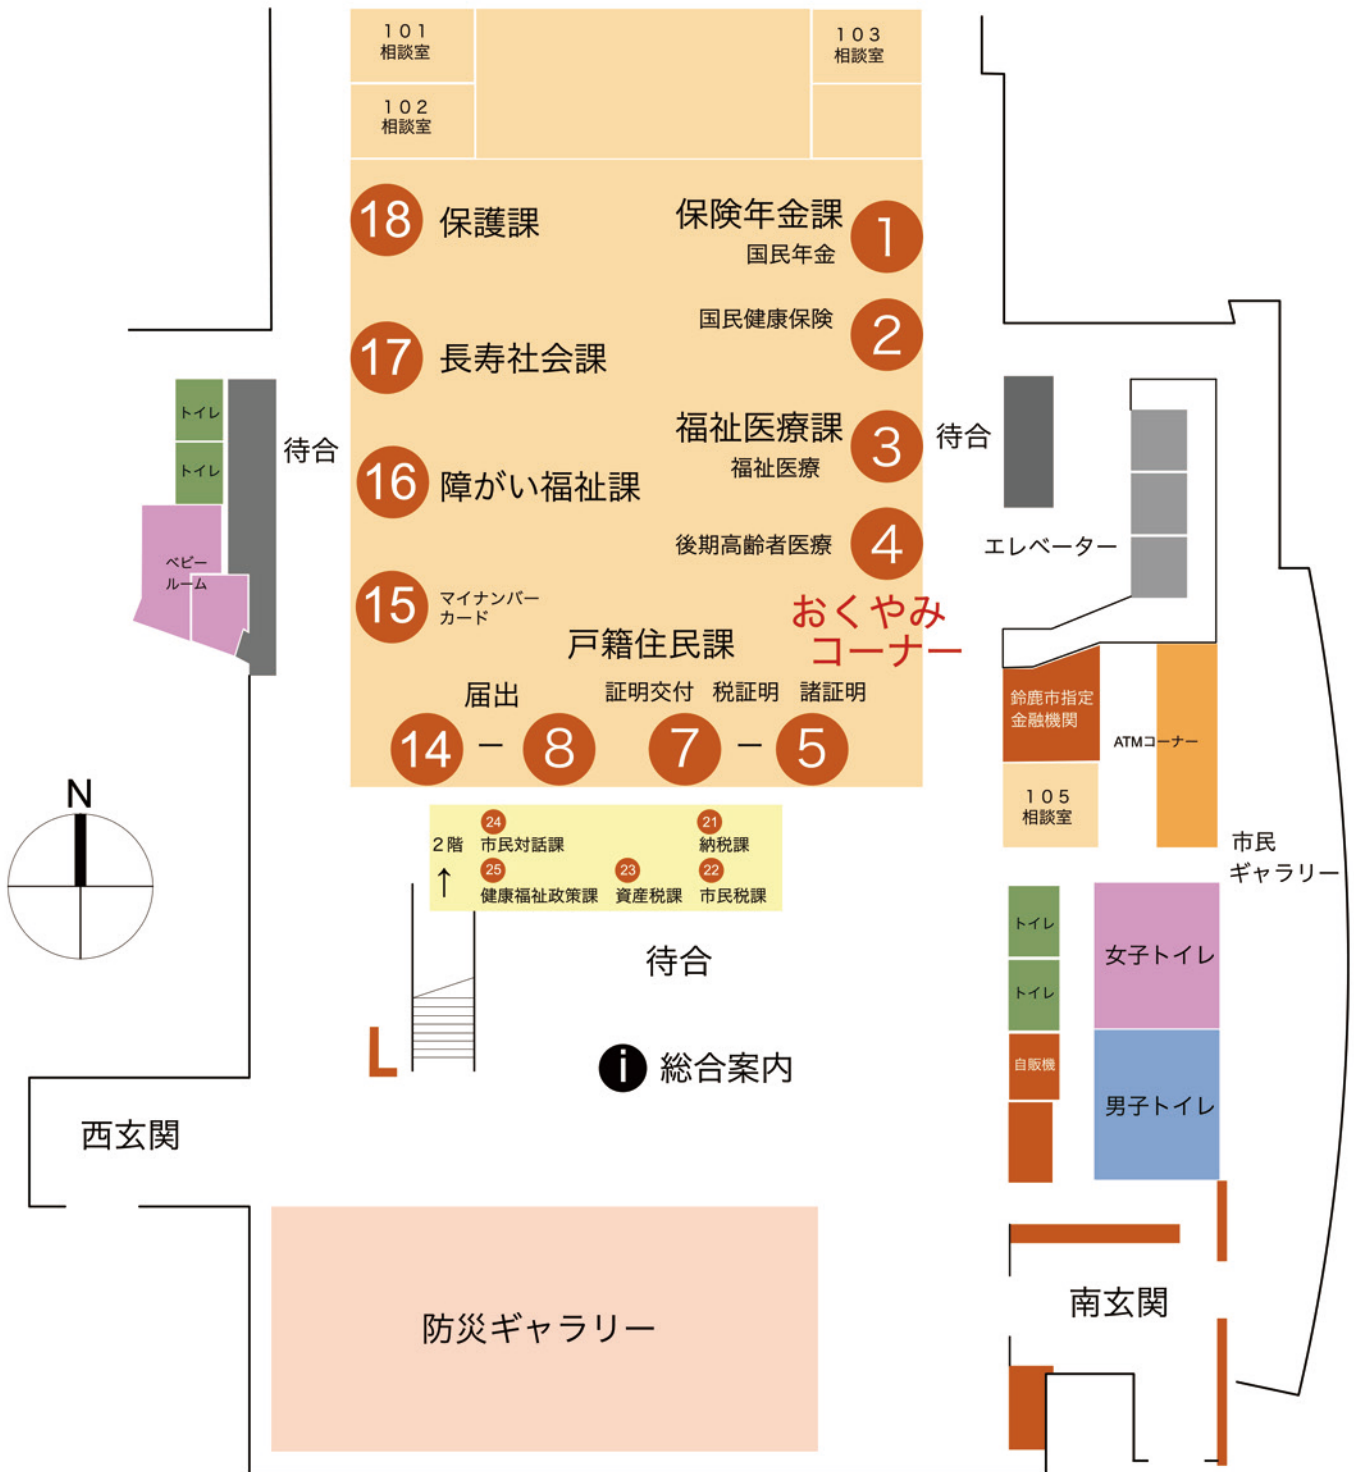 101
相談室
103
相談室
102
相談室
18 保護課
保険年金課 1
国民年金
国民健康保険 2
17 長寿社会課
トイレ
トイレ
待合
福祉医療課 3
福祉医療
待合
16 障がい福祉課
後期高齢者医療 4
エレベーター
ベビー
ルーム
15 マイナンバー
カード
おくやみ
コーナー
戸籍住民課
届出
証明交付 税証明 諸証明
14 − 8 7 − 5
鈴鹿市指定
金融機関
ATMコーナー
105
相談室
N
2階
↑
24
市民対話課
21
納税課
25
健康福祉政策課
23
資産税課
22
市民税課
市民
ギャラリー
トイレ
トイレ
女子トイレ
待合
L
i 総合案内
自販機
男子トイレ
西玄関
南玄関
防災ギャラリー